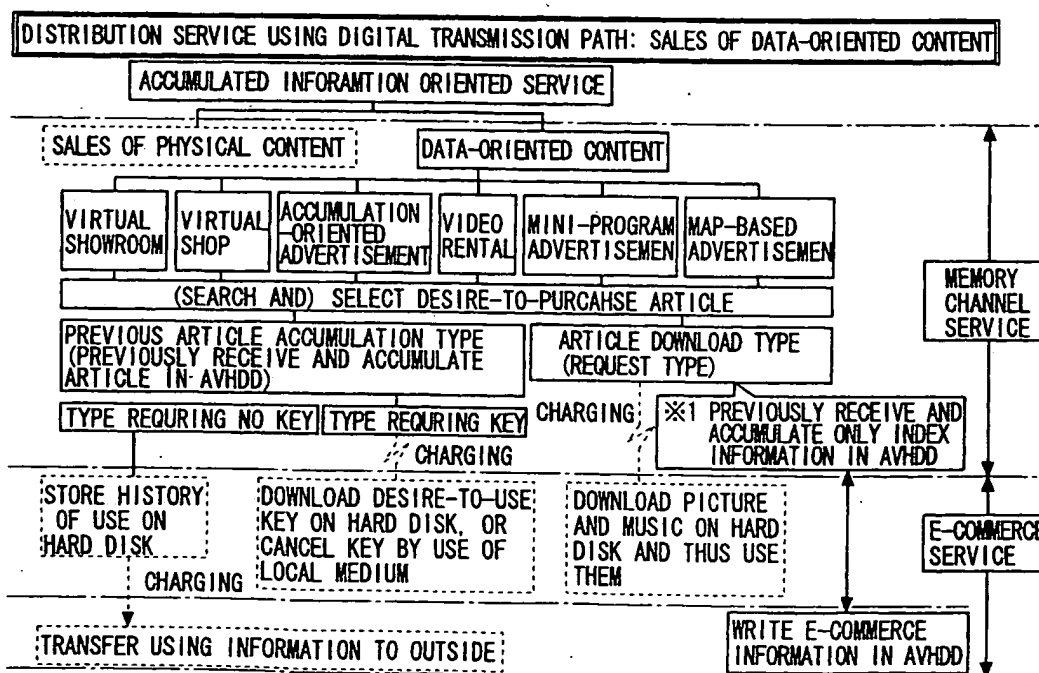 DISTRIBUTION SERVICE USING DIGITAL TRANSMISSION PATH: SALES OF DATA-ORIENTED CONTENT
ACCUMULATED INFORAMTION ORIENTED SERVICE
SALES OF PHYSICAL CONTENT
DATA-ORIENTED CONTENT
VIRTUAL
SHOWROOM
VIRTUAL
SHOP
ACCUMULATION
-ORIENTED
ADVERTISEMENT
VIDEO
RENTAL
MINI-PROGRAM
ADVERTISEMEN
MAP-BASED
ADVERTISEMEN
(SEARCH AND) SELECT DESIRE-TO-PURCAHSE ARTICLE
MEMORY
CHANNEL
SERVICE
PREVIOUS ARTICLE ACCUMULATION TYPE
(PREVIOUSLY RECEIVE AND ACCUMULATE
ARTICLE IN AVHDD)
ARTICLE DOWNLOAD TYPE
(REQUEST TYPE)
TYPE REQURING NO KEY
TYPE REQURING KEY
CHARGING
※1 PREVIOUSLY RECEIVE AND
ACCUMULATE ONLY INDEX
INFORMATION IN AVHDD
CHARGING
STORE HISTORY
OF USE ON
HARD DISK
DOWNLOAD DESIRE-TO-USE
KEY ON HARD DISK, OR
CANCEL KEY BY USE OF
LOCAL MEDIUM
DOWNLOAD PICTURE
AND MUSIC ON HARD
DISK AND THUS USE
THEM
E-COMMERCE
SERVICE
CHARGING
TRANSFER USING INFORMATION TO OUTSIDE
WRITE E-COMMERCE
INFORMATION IN AVHDD